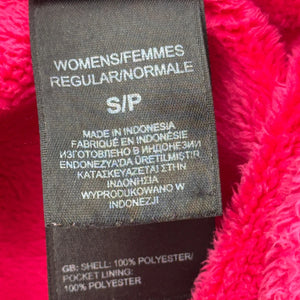 WOMENS/FEMMES
REGULAR/NORMALE
S/P
MADE IN INDONESIA
FABRIQUÉ EN INDONÉSIE
ИЗГОТОВЛЕНО В ИНДОНЕЗИИ
ENDONEZYA'DA ÜRETILMIŞTIR
ΚΑΤΑΣΚΕΥΑΖΕΤΑΙ ΣΤΗΝ
ΙΝΔΟΝΗΣΙΑ
WYPRODUKOWANO W
INDONEZJI
GB: SHELL: 100% POLYESTER/
POCKET LINING:
100% POLYESTER